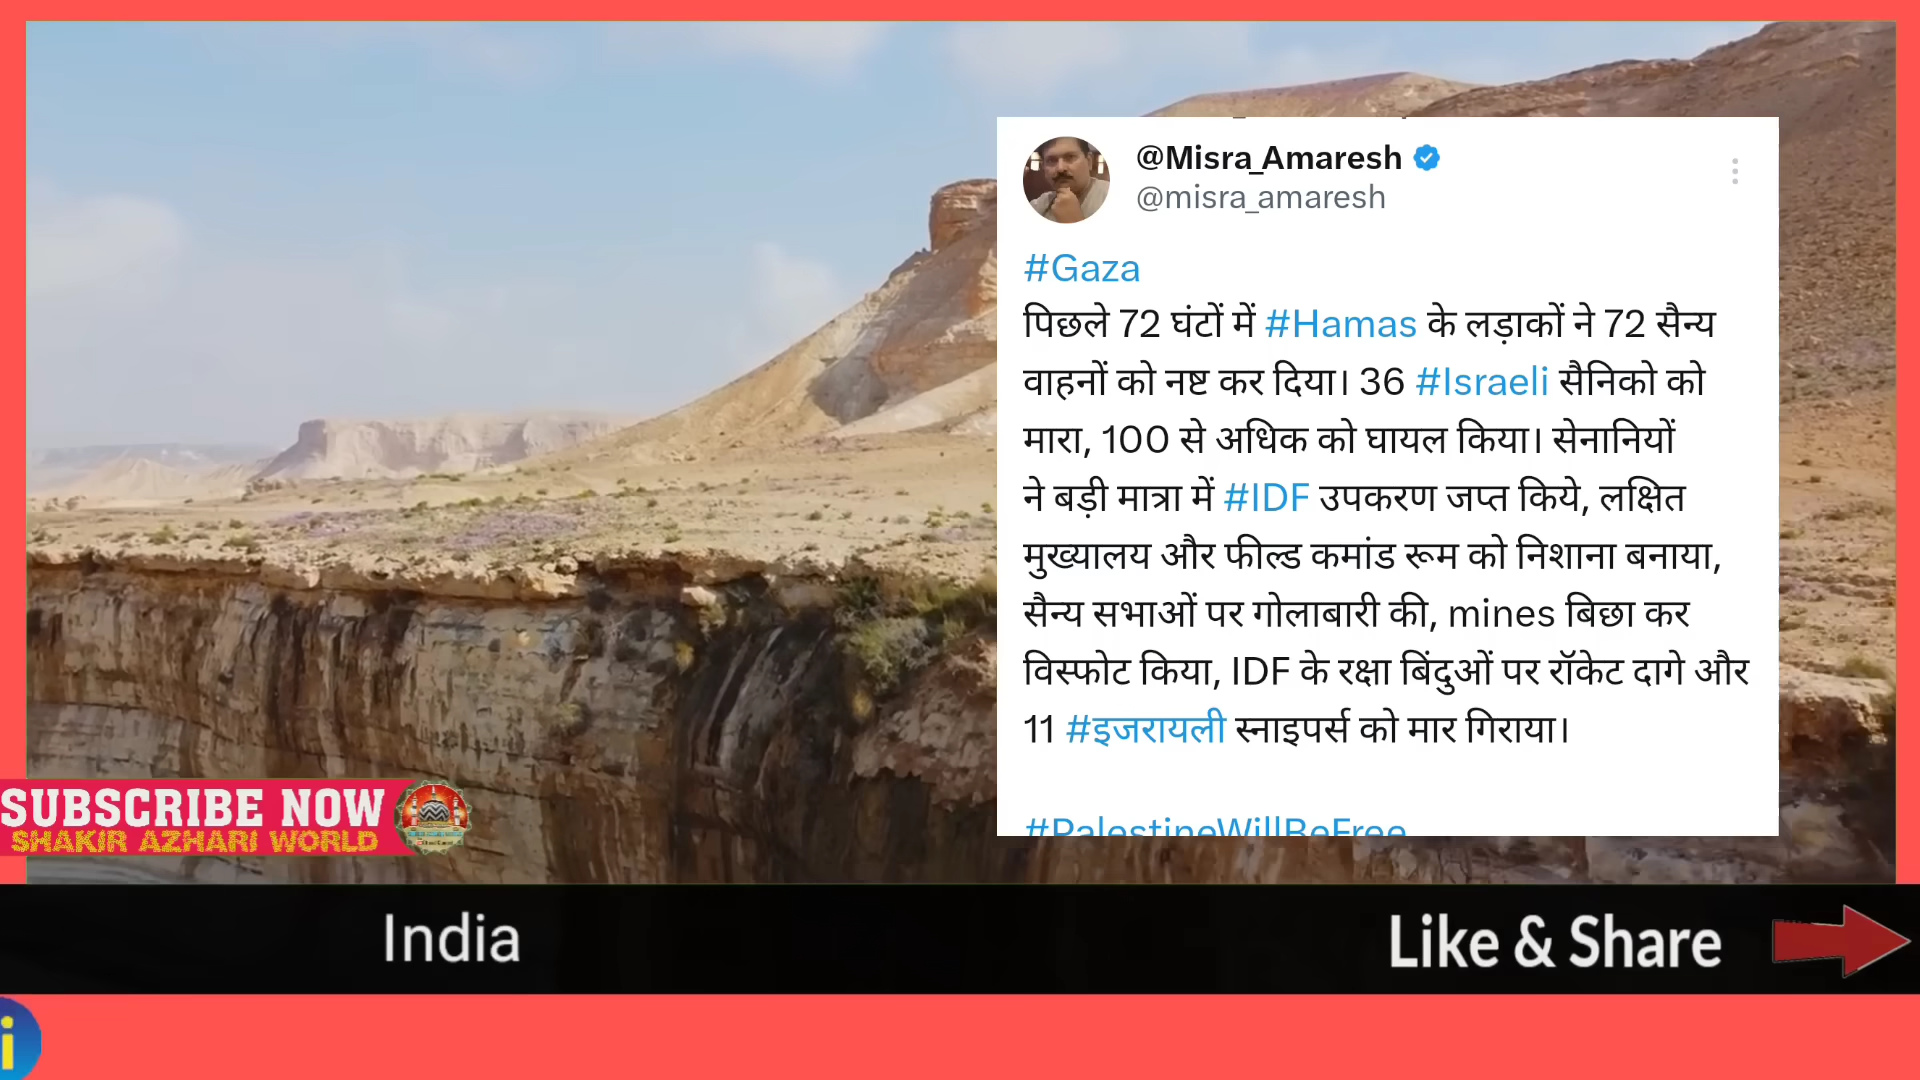 @Misra_Amaresh
@misra_amaresh
#Gaza
पिछले 72 घंटों में #Hamas के लड़ाकों ने 72 सैन्य
वाहनों को नष्ट कर दिया। 36 #Israeli सैनिको को
मारा, 100 से अधिक को घायल किया। सेनानियों
ने बड़ी मात्रा में #IDF उपकरण जप्त किये, लक्षित
मुख्यालय और फील्ड कमांड रूम को निशाना बनाया,
सैन्य सभाओं पर गोलाबारी की, mines बिछा कर
विस्फोट किया, IDF के रक्षा बिंदुओं पर रॉकेट दागे और
11 #इजरायली स्नाइपर्स को मार गिराया।
#PalestineWillBeFree
SUBSCRIBE NOW
SHAKIR AZHARI WORLD
India
Like & Share
i